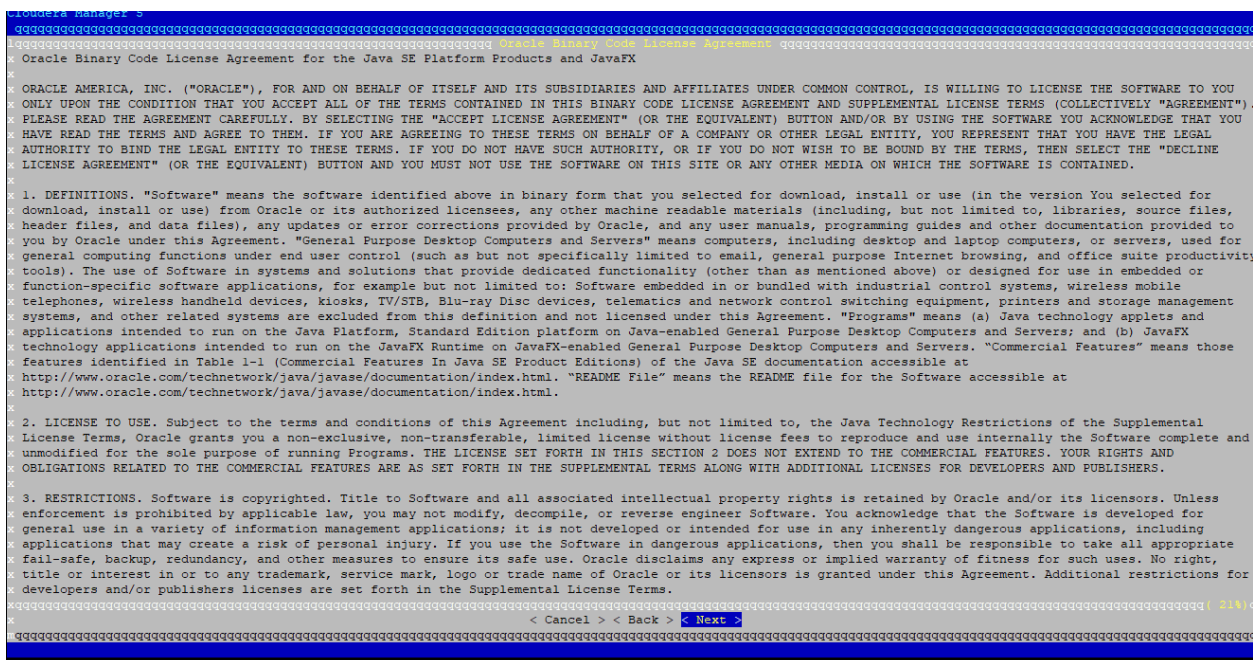 Cloudera Manager 5
Oracle Binary Code License Agreement
Oracle Binary Code License Agreement for the Java SE Platform Products and JavaFX
ORACLE AMERICA, INC. ("ORACLE"), FOR AND ON BEHALF OF ITSELF AND ITS SUBSIDIARIES AND AFFILIATES UNDER COMMON CONTROL, IS WILLING TO LICENSE THE SOFTWARE TO YOU
ONLY UPON THE CONDITION THAT YOU ACCEPT ALL OF THE TERMS CONTAINED IN THIS BINARY CODE LICENSE AGREEMENT AND SUPPLEMENTAL LICENSE TERMS (COLLECTIVELY "AGREEMENT").
PLEASE READ THE AGREEMENT CAREFULLY. BY SELECTING THE "ACCEPT LICENSE AGREEMENT" (OR THE EQUIVALENT) BUTTON AND/OR BY USING THE SOFTWARE YOU ACKNOWLEDGE THAT YOU
HAVE READ THE TERMS AND AGREE TO THEM. IF YOU ARE AGREEING TO THESE TERMS ON BEHALF OF A COMPANY OR OTHER LEGAL ENTITY, YOU REPRESENT THAT YOU HAVE THE LEGAL
AUTHORITY TO BIND THE LEGAL ENTITY TO THESE TERMS. IF YOU DO NOT HAVE SUCH AUTHORITY, OR IF YOU DO NOT WISH TO BE BOUND BY THE TERMS, THEN SELECT THE "DECLINE
LICENSE AGREEMENT" (OR THE EQUIVALENT) BUTTON AND YOU MUST NOT USE THE SOFTWARE ON THIS SITE OR ANY OTHER MEDIA ON WHICH THE SOFTWARE IS CONTAINED.
1. DEFINITIONS. "Software" means the software identified above in binary form that you selected for download, install or use (in the version You selected for
download, install or use) from Oracle or its authorized licensees, any other machine readable materials (including, but not limited to, libraries, source files,
header files, and data files), any updates or error corrections provided by Oracle, and any user manuals, programming guides and other documentation provided to
you by Oracle under this Agreement. "General Purpose Desktop Computers and Servers" means computers, including desktop and laptop computers, or servers, used for
general computing functions under end user control (such as but not specifically limited to email, general purpose Internet browsing, and office suite productivity
tools). The use of Software in systems and solutions that provide dedicated functionality (other than as mentioned above) or designed for use in embedded or
function-specific software applications, for example but not limited to: Software embedded in or bundled with industrial control systems, wireless mobile
telephones, wireless handheld devices, kiosks, TV/STB, Blu-ray Disc devices, telematics and network control switching equipment, printers and storage management
systems, and other related systems are excluded from this definition and not licensed under this Agreement. "Programs" means (a) Java technology applets and
applications intended to run on the Java Platform, Standard Edition platform on Java-enabled General Purpose Desktop Computers and Servers; and (b) JavaFX
technology applications intended to run on the JavaFX Runtime on JavaFX-enabled General Purpose Desktop Computers and Servers. “Commercial Features” means those
features identified in Table 1-1 (Commercial Features In Java SE Product Editions) of the Java SE documentation accessible at
http://www.oracle.com/technetwork/java/javase/documentation/index.html. “README File” means the README file for the Software accessible at
http://www.oracle.com/technetwork/java/javase/documentation/index.html.
2. LICENSE TO USE. Subject to the terms and conditions of this Agreement including, but not limited to, the Java Technology Restrictions of the Supplemental
License Terms, Oracle grants you a non-exclusive, non-transferable, limited license without license fees to reproduce and use internally the Software complete and
unmodified for the sole purpose of running Programs. THE LICENSE SET FORTH IN THIS SECTION 2 DOES NOT EXTEND TO THE COMMERCIAL FEATURES. YOUR RIGHTS AND
OBLIGATIONS RELATED TO THE COMMERCIAL FEATURES ARE AS SET FORTH IN THE SUPPLEMENTAL TERMS ALONG WITH ADDITIONAL LICENSES FOR DEVELOPERS AND PUBLISHERS.
3. RESTRICTIONS. Software is copyrighted. Title to Software and all associated intellectual property rights is retained by Oracle and/or its licensors. Unless
enforcement is prohibited by applicable law, you may not modify, decompile, or reverse engineer Software. You acknowledge that the Software is developed for
general use in a variety of information management applications; it is not developed or intended for use in any inherently dangerous applications, including
applications that may create a risk of personal injury. If you use the Software in dangerous applications, then you shall be responsible to take all appropriate
fail-safe, backup, redundancy, and other measures to ensure its safe use. Oracle disclaims any express or implied warranty of fitness for such uses. No right,
title or interest in or to any trademark, service mark, logo or trade name of Oracle or its licensors is granted under this Agreement. Additional restrictions for
developers and/or publishers licenses are set forth in the Supplemental License Terms.
( 21%)
< Cancel > < Back > < Next >